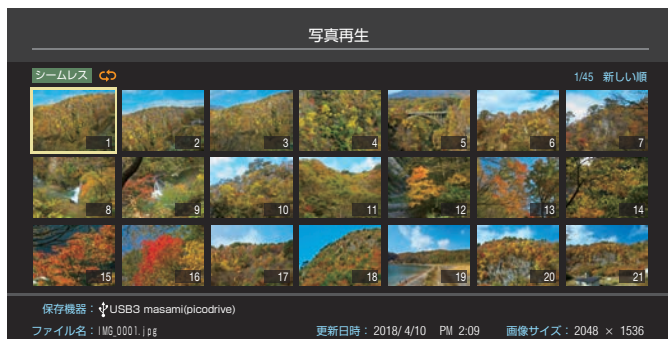 写真再生
シームレス 1/45 新しい順
1 2 3 4 5 6 7
8 9 10 11 12 13 14
15 16 17 18 19 20 21
保存機器：USB3 masami(picodrive)
ファイル名：IMG_0001.jpg 更新日時：2018/ 4/10 PM 2:09 画像サイズ：2048 × 1536